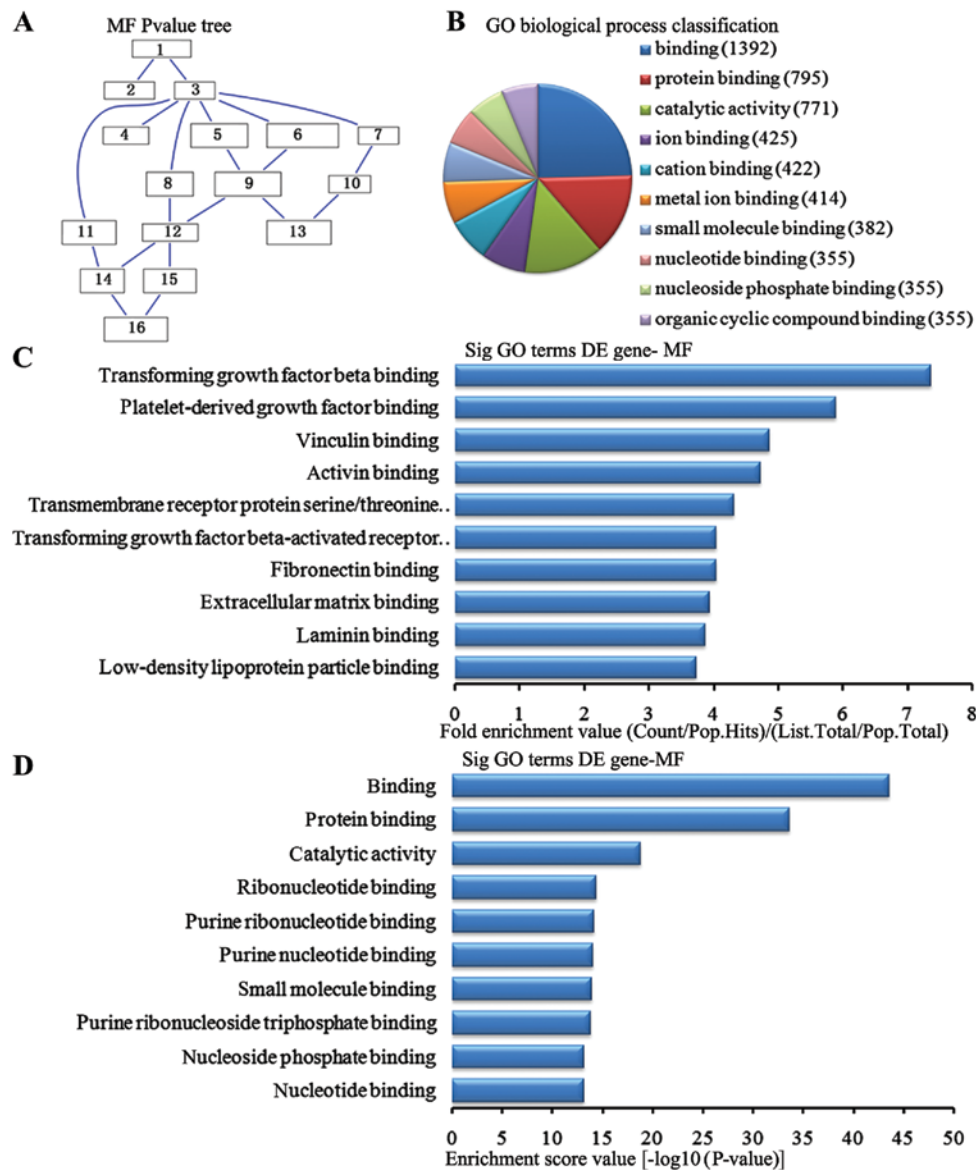 A
MF Pvalue tree
1
2
3
4
5
6
7
8
9
10
11
12
13
14
15
16
B
GO biological process classification
binding (1392)
protein binding (795)
catalytic activity (771)
ion binding (425)
cation binding (422)
metal ion binding (414)
small molecule binding (382)
nucleotide binding (355)
nucleoside phosphate binding (355)
organic cyclic compound binding (355)
C
Sig GO terms DE gene- MF
Transforming growth factor beta binding
Platelet-derived growth factor binding
Vinculin binding
Activin binding
Transmembrane receptor protein serine/threonine..
Transforming growth factor beta-activated receptor..
Fibronectin binding
Extracellular matrix binding
Laminin binding
Low-density lipoprotein particle binding
0 1 2 3 4 5 6 7 8
Fold enrichment value (Count/Pop.Hits)/(List.Total/Pop.Total)
D
Sig GO terms DE gene-MF
Binding
Protein binding
Catalytic activity
Ribonucleotide binding
Purine ribonucleotide binding
Purine nucleotide binding
Small molecule binding
Purine ribonucleoside triphosphate binding
Nucleoside phosphate binding
Nucleotide binding
0 5 10 15 20 25 30 35 40 45 50
Enrichment score value [-log10 (P-value)]